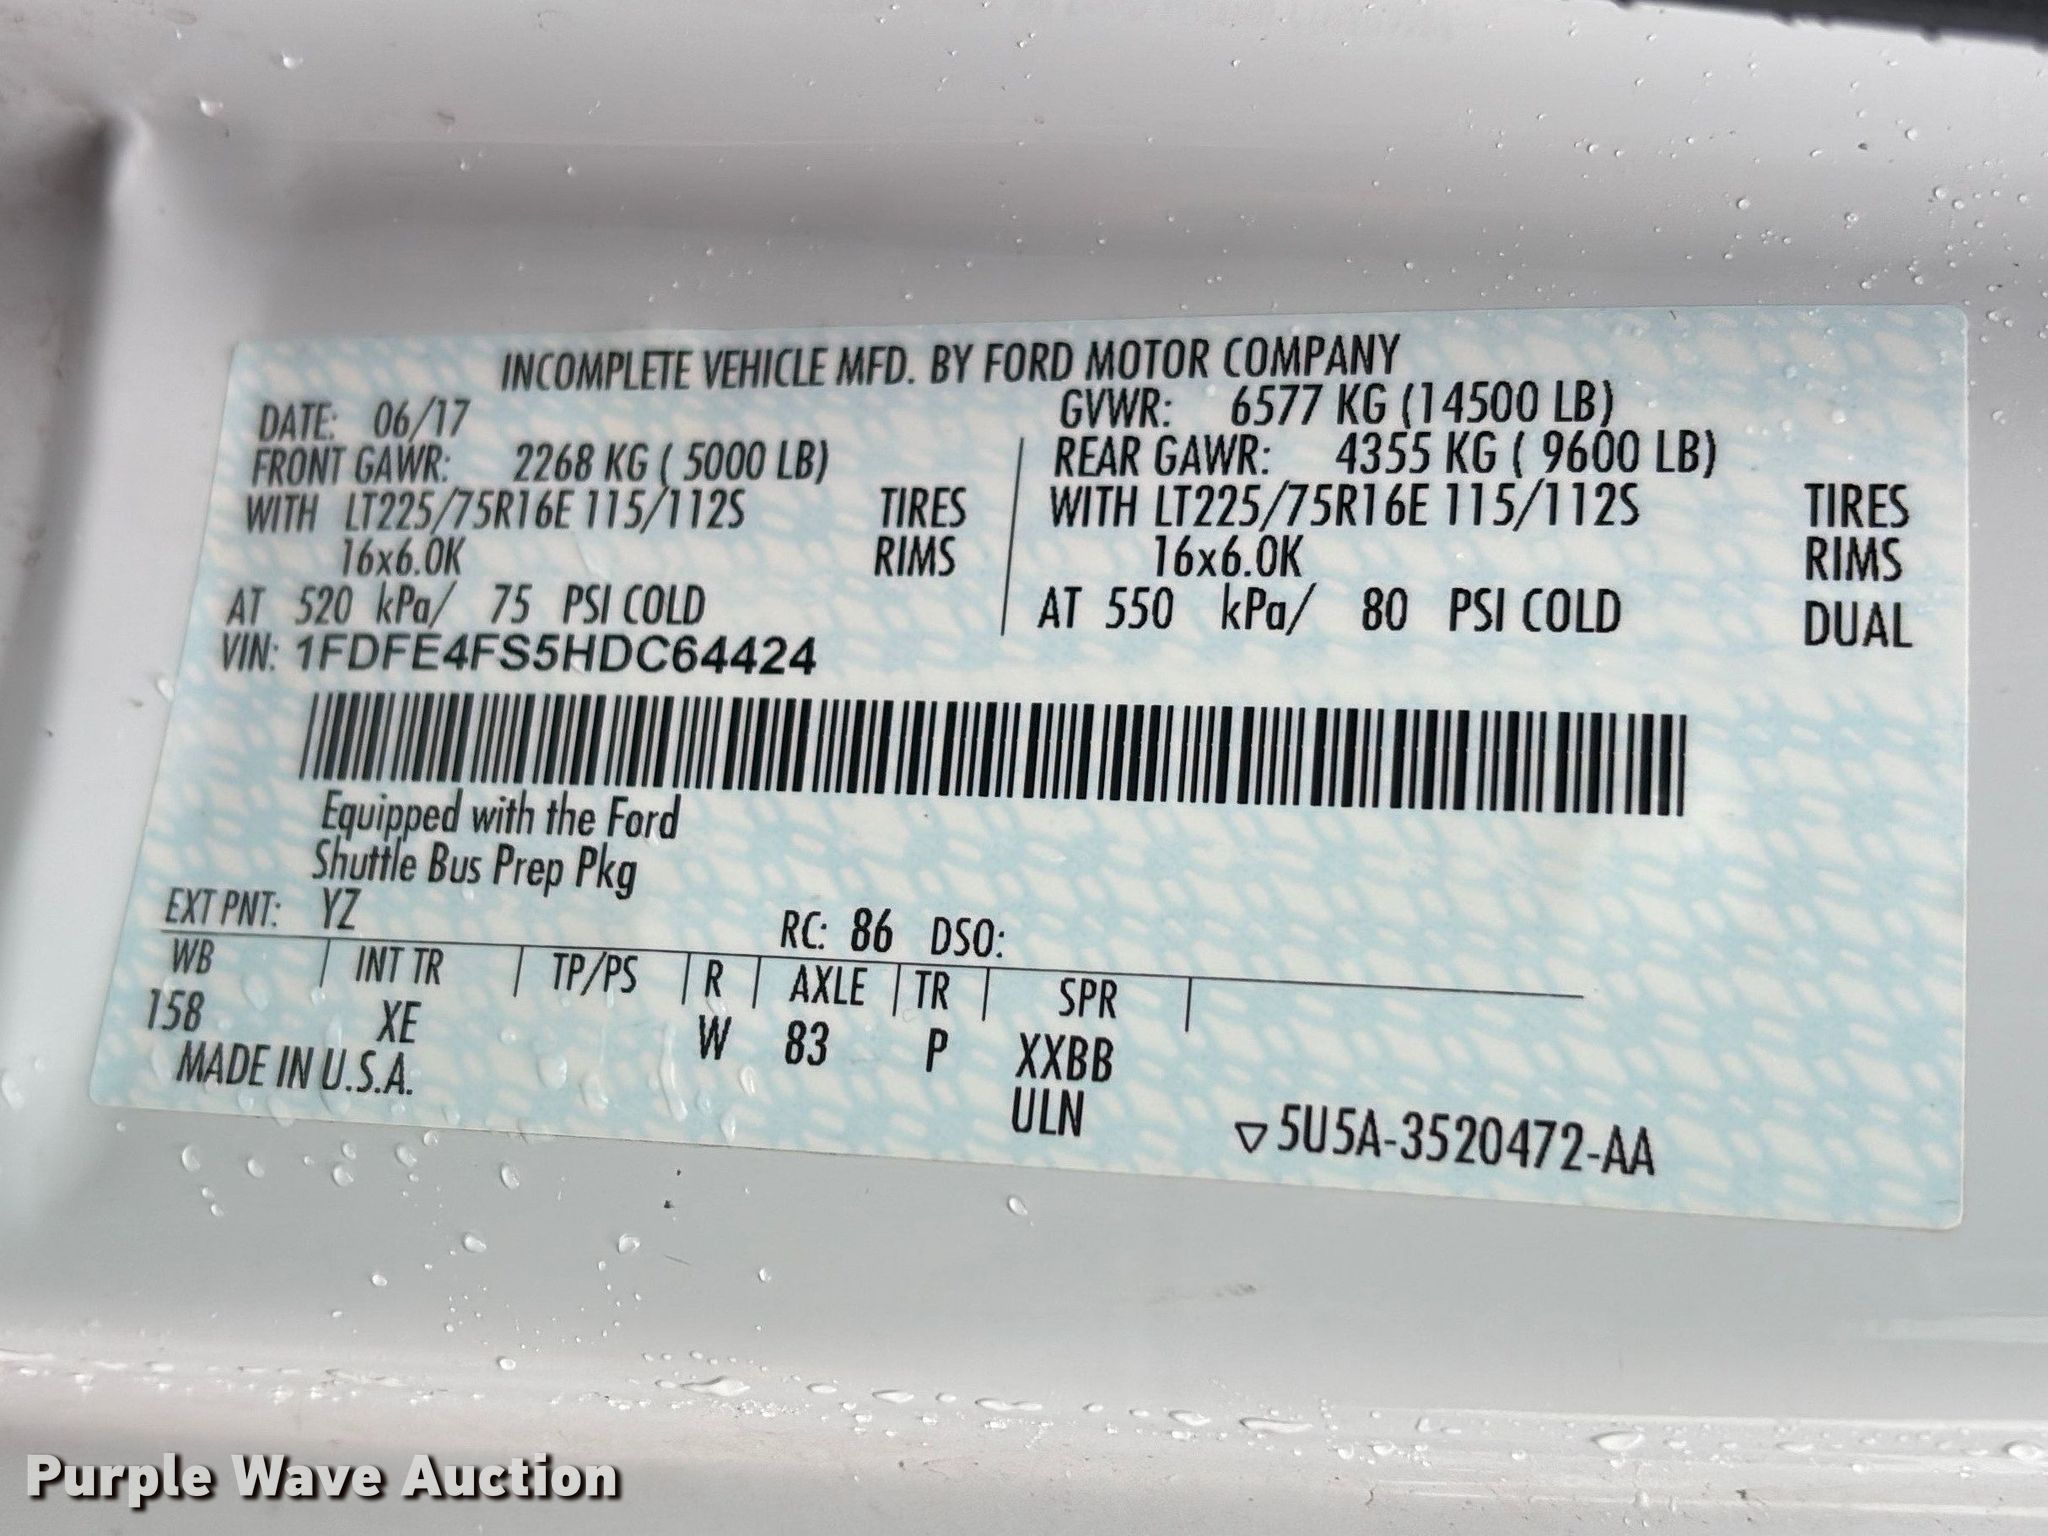 INCOMPLETE VEHICLE MFD. BY FORD MOTOR COMPANY
DATE: 06/17 GVWR: 6577 KG (14500 LB)
FRONT GAWR: 2268 KG ( 5000 LB) REAR GAWR: 4355 KG ( 9600 LB)
WITH LT225/75R16E 115/112S TIRES WITH LT225/75R16E 115/112S TIRES
16x6.0K RIMS 16x6.0K RIMS
AT 520 kPa/ 75 PSI COLD AT 550 kPa/ 80 PSI COLD DUAL
VIN: 1FDFE4FS5HDC64424
Equipped with the Ford
Shuttle Bus Prep Pkg
EXT PNT: YZ RC: 86 DSO:
WB INT TR TP/PS R AXLE TR SPR
158 XE W 83 P XXBB
MADE IN U.S.A. ULN
▽5U5A-3520472-AA
Purple Wave Auction